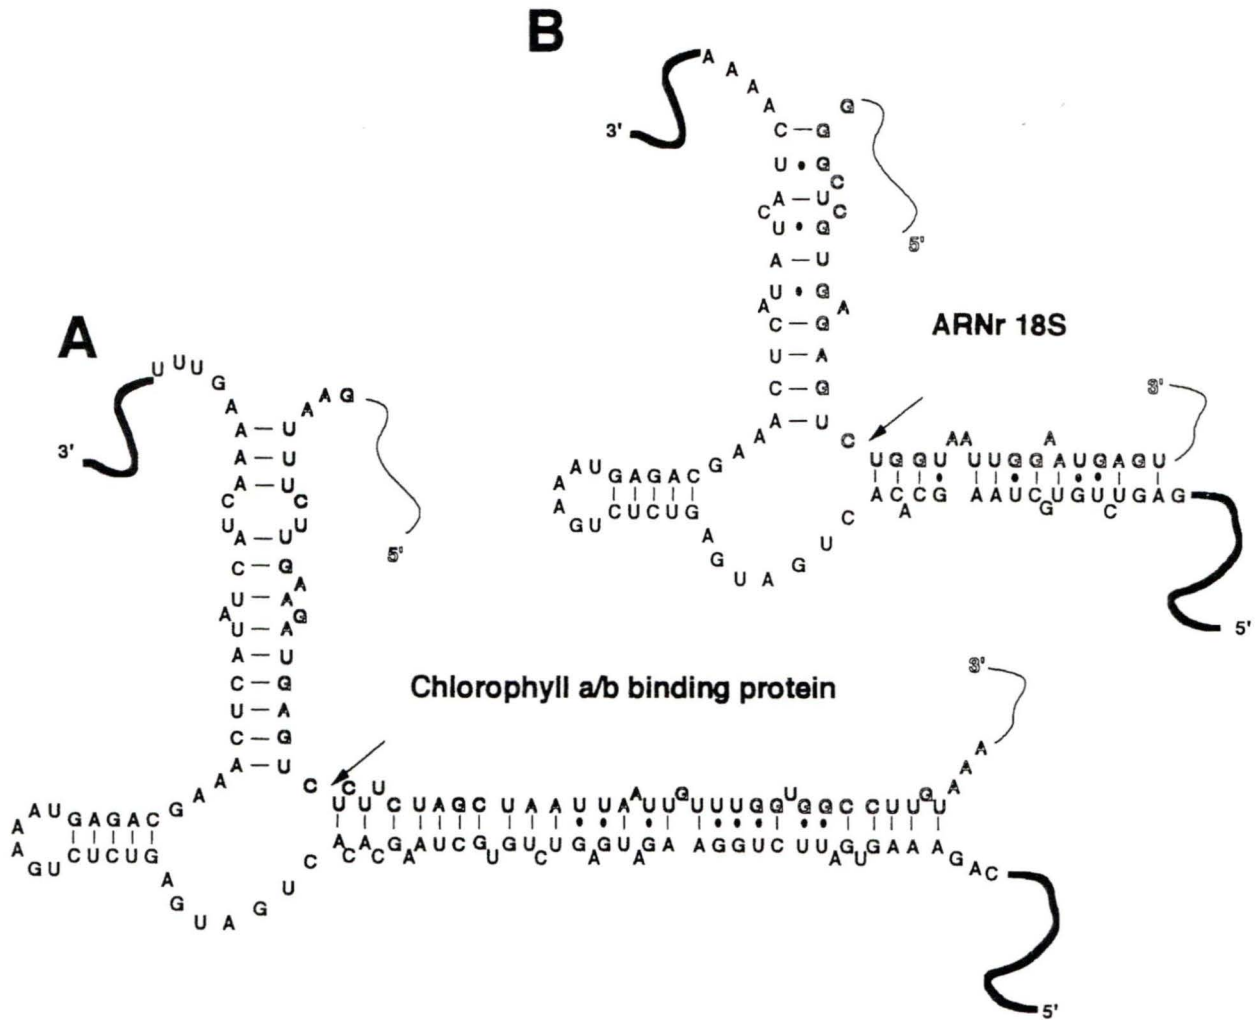 B
A A A A C U A C U A U A C U C A A A G
G G G C U C G U G G A A G U C
3'
5'
ARNr 18S
A
U U U G A A A A C U A C U A U A C U C A A A G
G A A U U U C U U G A A G A U G A G U C
3'
5'
A A U G A G A C
A G U C U C U G
A G U A G U C
U G G U A A U U G G A A U G A G U
A C A C G A A U C G U G U C U G A G
3'
5'
Chlorophyll a/b binding protein
A A U G A G A C
A G U C U C U G
A G U A G U C
U C U U C U A G C U A A U U A A U U G U U U G G U G G C C U U G U A A A
A C A C G A A U C G U G U C U G A G U A G A A G G U C U U A G U G A A A G A C
3'
5'